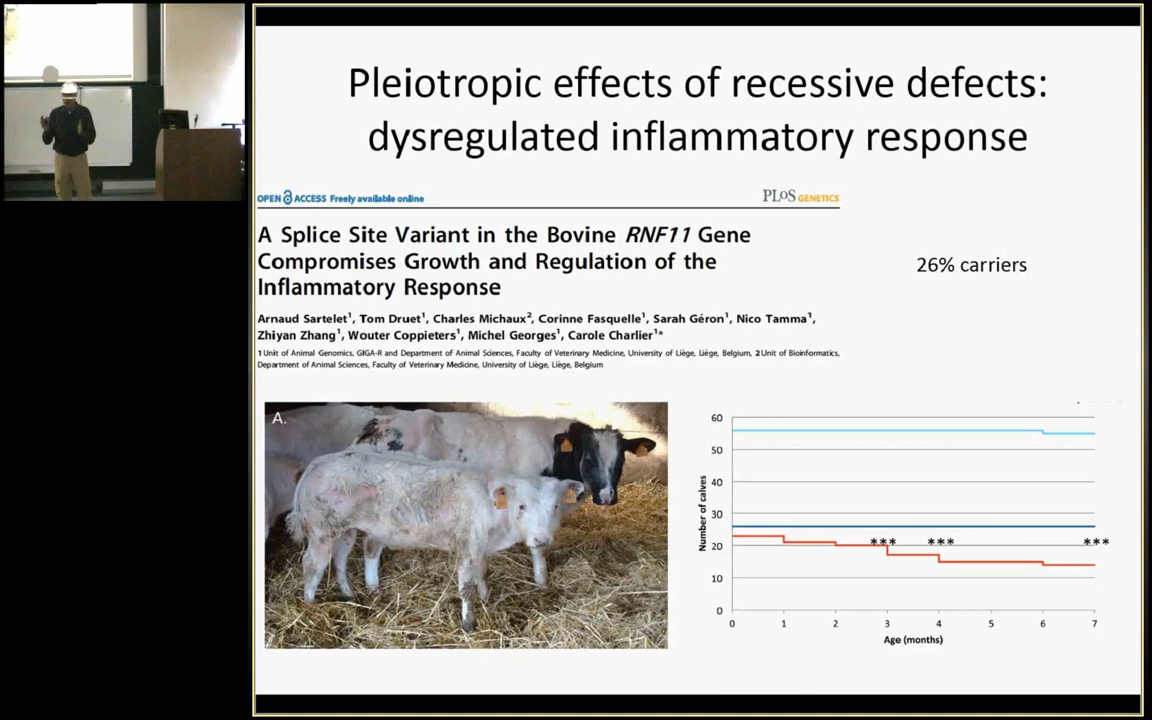 Pleiotropic effects of recessive defects:
dysregulated inflammatory response
OPEN ACCESS Freely available online
PLoS GENETICS
A Splice Site Variant in the Bovine RNF11 Gene
Compromises Growth and Regulation of the
Inflammatory Response
26% carriers
Arnaud Sartelet1, Tom Druet1, Charles Michaux2, Corinne Fasquelle1, Sarah Géron1, Nico Tamma1,
Zhiyan Zhang1, Wouter Coppieters1, Michel Georges1, Carole Charlier1*
1 Unit of Animal Genomics, GIGA-R and Department of Animal Sciences, Faculty of Veterinary Medicine, University of Liège, Liége, Belgium, 2 Unit of Bioinformatics,
Department of Animal Sciences, Faculty of Veterinary Medicine, University of Liège, Liège, Belgium
A.
Number of calves
60
50
40
30
20
10
0
*** *** ***
0 1 2 3 4 5 6 7
Age (months)